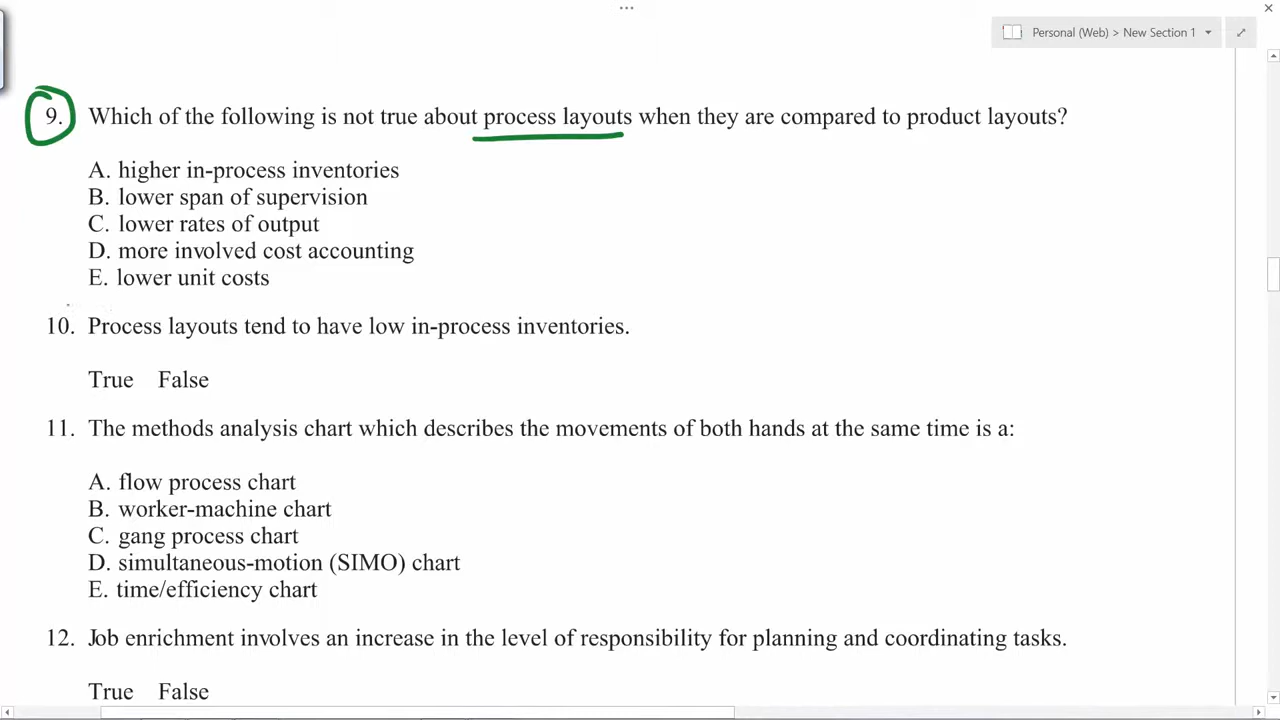 Personal (Web) > New Section 1
9. Which of the following is not true about process layouts when they are compared to product layouts?
A. higher in-process inventories
B. lower span of supervision
C. lower rates of output
D. more involved cost accounting
E. lower unit costs
10. Process layouts tend to have low in-process inventories.
True False
11. The methods analysis chart which describes the movements of both hands at the same time is a:
A. flow process chart
B. worker-machine chart
C. gang process chart
D. simultaneous-motion (SIMO) chart
E. time/efficiency chart
12. Job enrichment involves an increase in the level of responsibility for planning and coordinating tasks.
True False